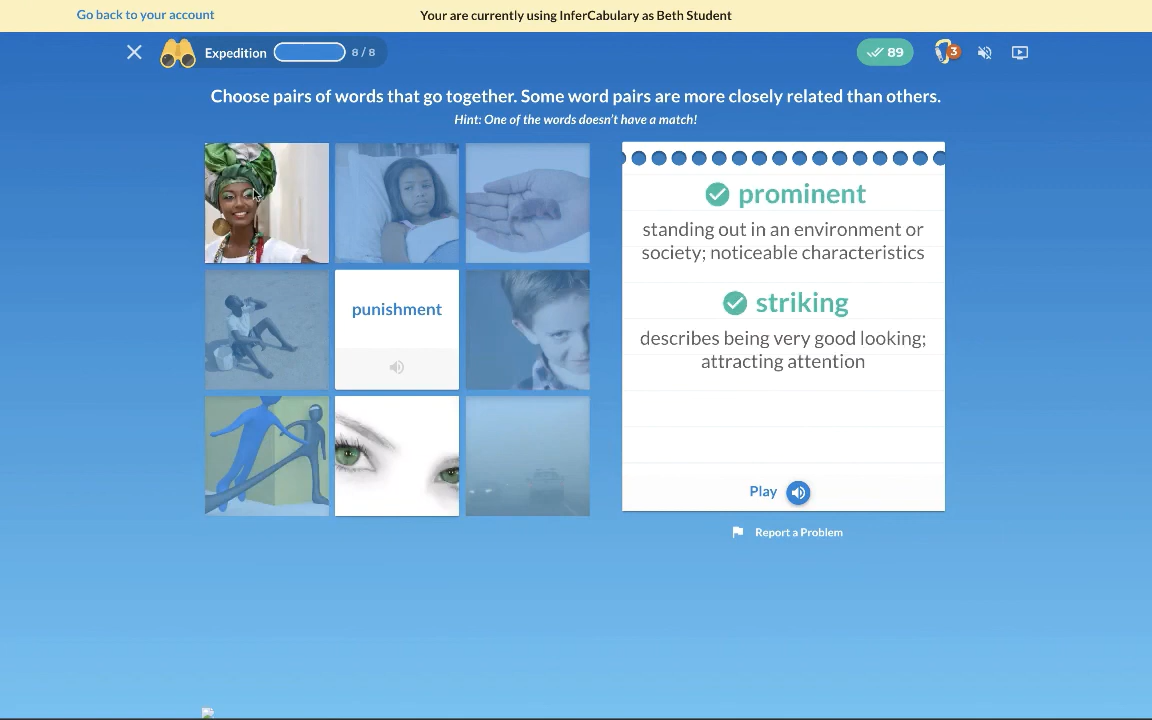 Go back to your account
Your are currently using InferCabulary as Beth Student
Expedition
8 / 8
89
3
Choose pairs of words that go together. Some word pairs are more closely related than others.
Hint: One of the words doesn't have a match!
punishment
prominent
standing out in an environment or
society; noticeable characteristics
striking
describes being very good looking;
attracting attention
Play
Report a Problem